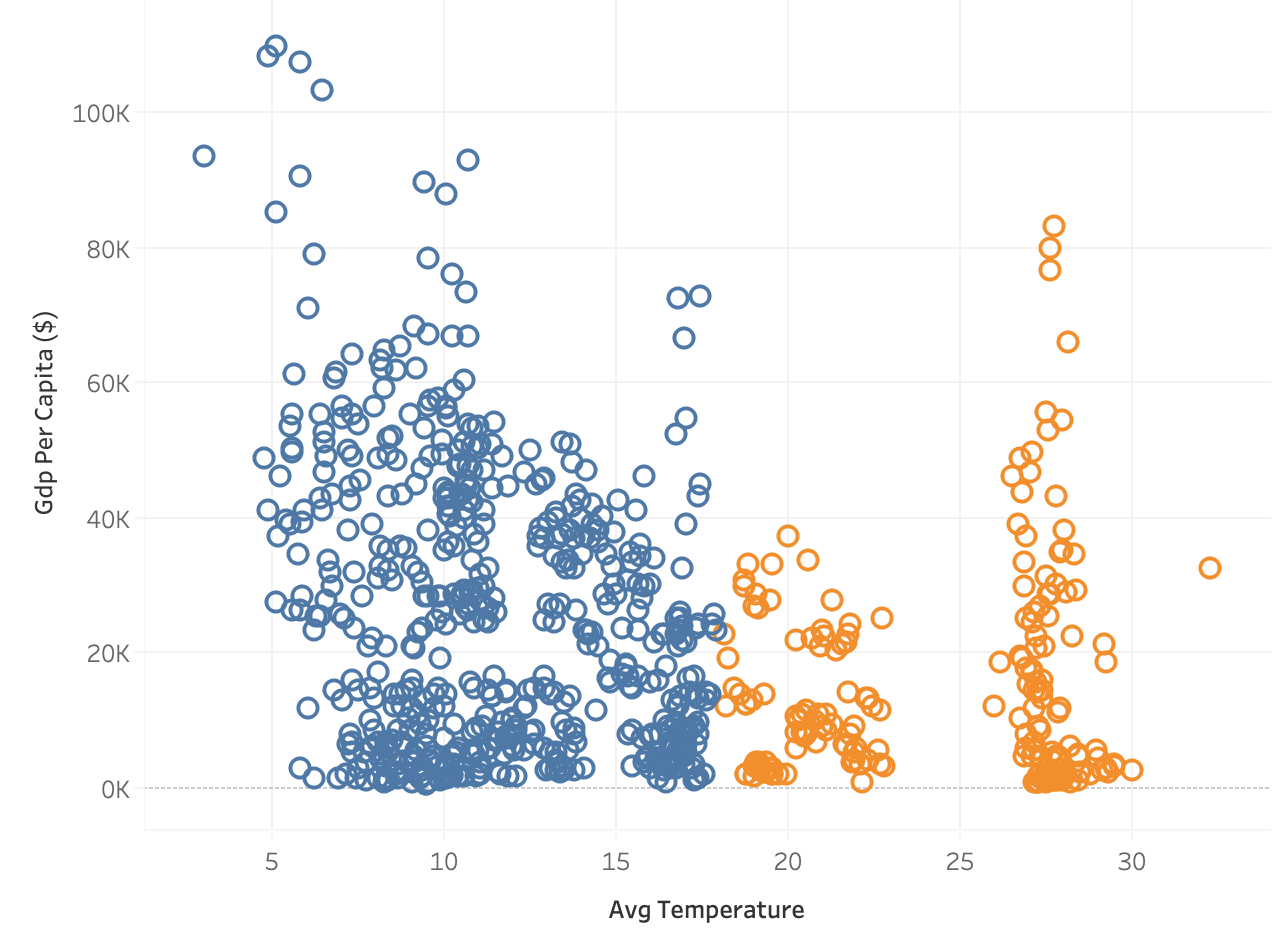 100K
80K
60K
40K
20K
0K
Gdp Per Capita ($)
5
10
15
20
25
30
Avg Temperature